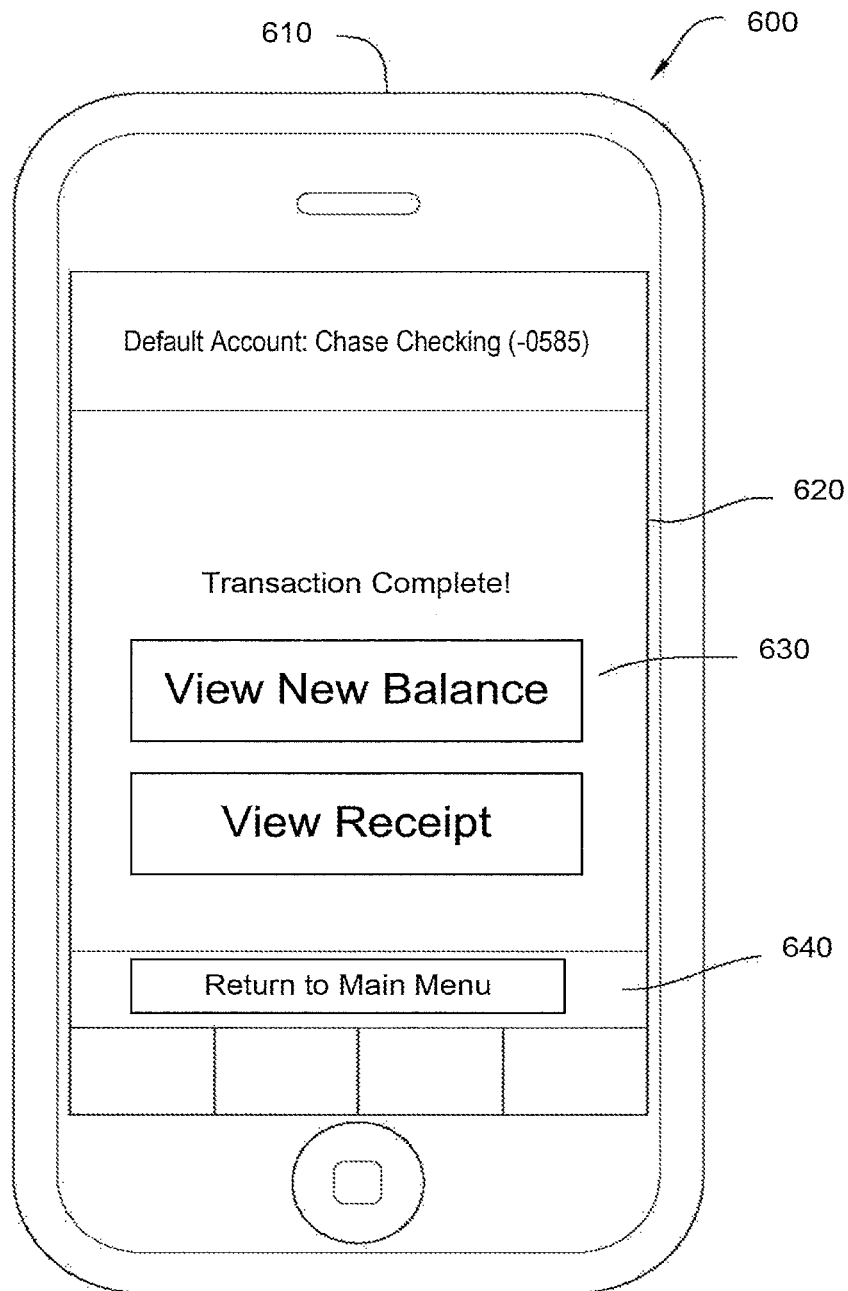 610
600
Default Account: Chase Checking (-0585)
620
Transaction Complete!
630
View New Balance
View Receipt
640
Return to Main Menu